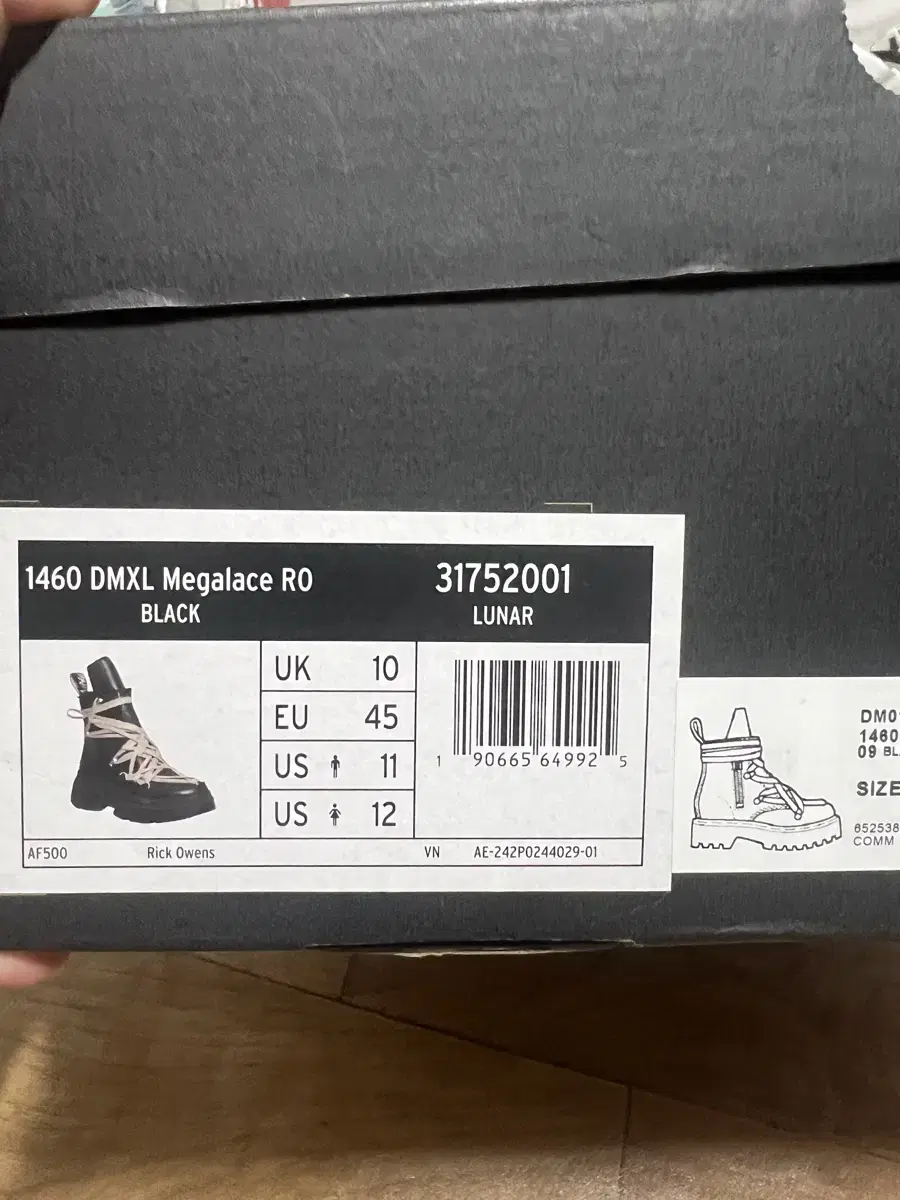 1460 DMXL Megalace RO
BLACK
31752001
LUNAR
UK 10
EU 45
US 11
US 12
1 90665 64992 5
AF500 Rick Owens VN AE-242P0244029-01
1460
09
SIZE
COMM